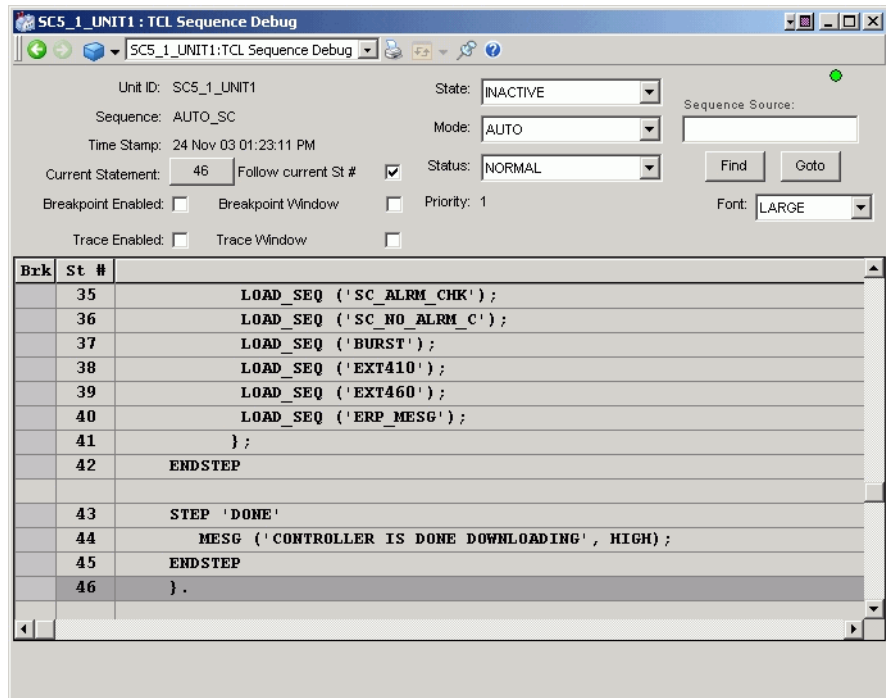 SC5_1_UNIT1 : TCL Sequence Debug
SC5_1_UNIT1:TCL Sequence Debug
Unit ID: SC5_1_UNIT1
State: INACTIVE
Sequence Source:
Sequence: AUTO_SC
Mode: AUTO
Time Stamp: 24 Nov 03 01:23:11 PM
Current Statement: 46 Follow current St #
Status: NORMAL
Find Goto
Breakpoint Enabled: Breakpoint Window
Priority: 1
Font: LARGE
Trace Enabled: Trace Window
Brk St #
35 LOAD_SEQ ('SC_ALRM_CHK');
36 LOAD_SEQ ('SC_NO_ALRM_C');
37 LOAD_SEQ ('BURST');
38 LOAD_SEQ ('EXT410');
39 LOAD_SEQ ('EXT460');
40 LOAD_SEQ ('ERP_MESG');
41 };
42 ENDSTEP
43 STEP 'DONE'
44 MESG ('CONTROLLER IS DONE DOWNLOADING', HIGH);
45 ENDSTEP
46 }.